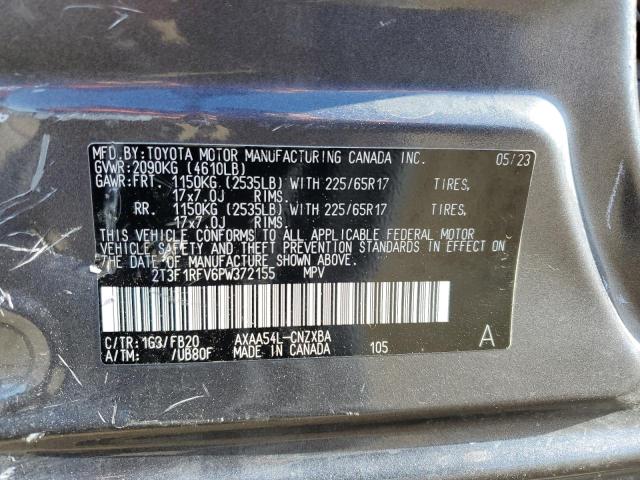 MFD.BY:TOYOTA MOTOR MANUFACTURING CANADA INC. 05/23
GVWR:2090KG (4610LB)
GAWR:FRT. 1150KG (2535LB) WITH 225/65R17 TIRES,
17x7.0J RIMS.
RR. 1150KG (2535LB) WITH 225/65R17 TIRES,
17x7.0J RIMS.
THIS VEHICLE CONFORMS TO ALL APPLICABLE FEDERAL MOTOR
VEHICLE SAFETY AND THEFT PREVENTION STANDARDS IN EFFECT ON
THE DATE OF MANUFACTURE SHOWN ABOVE.
2T3F1RFV6PW372155 MPV
C/TR:1G3/FB20 AXAA54L-CNZXBA A
A/TM: /UB80F MADE IN CANADA 105